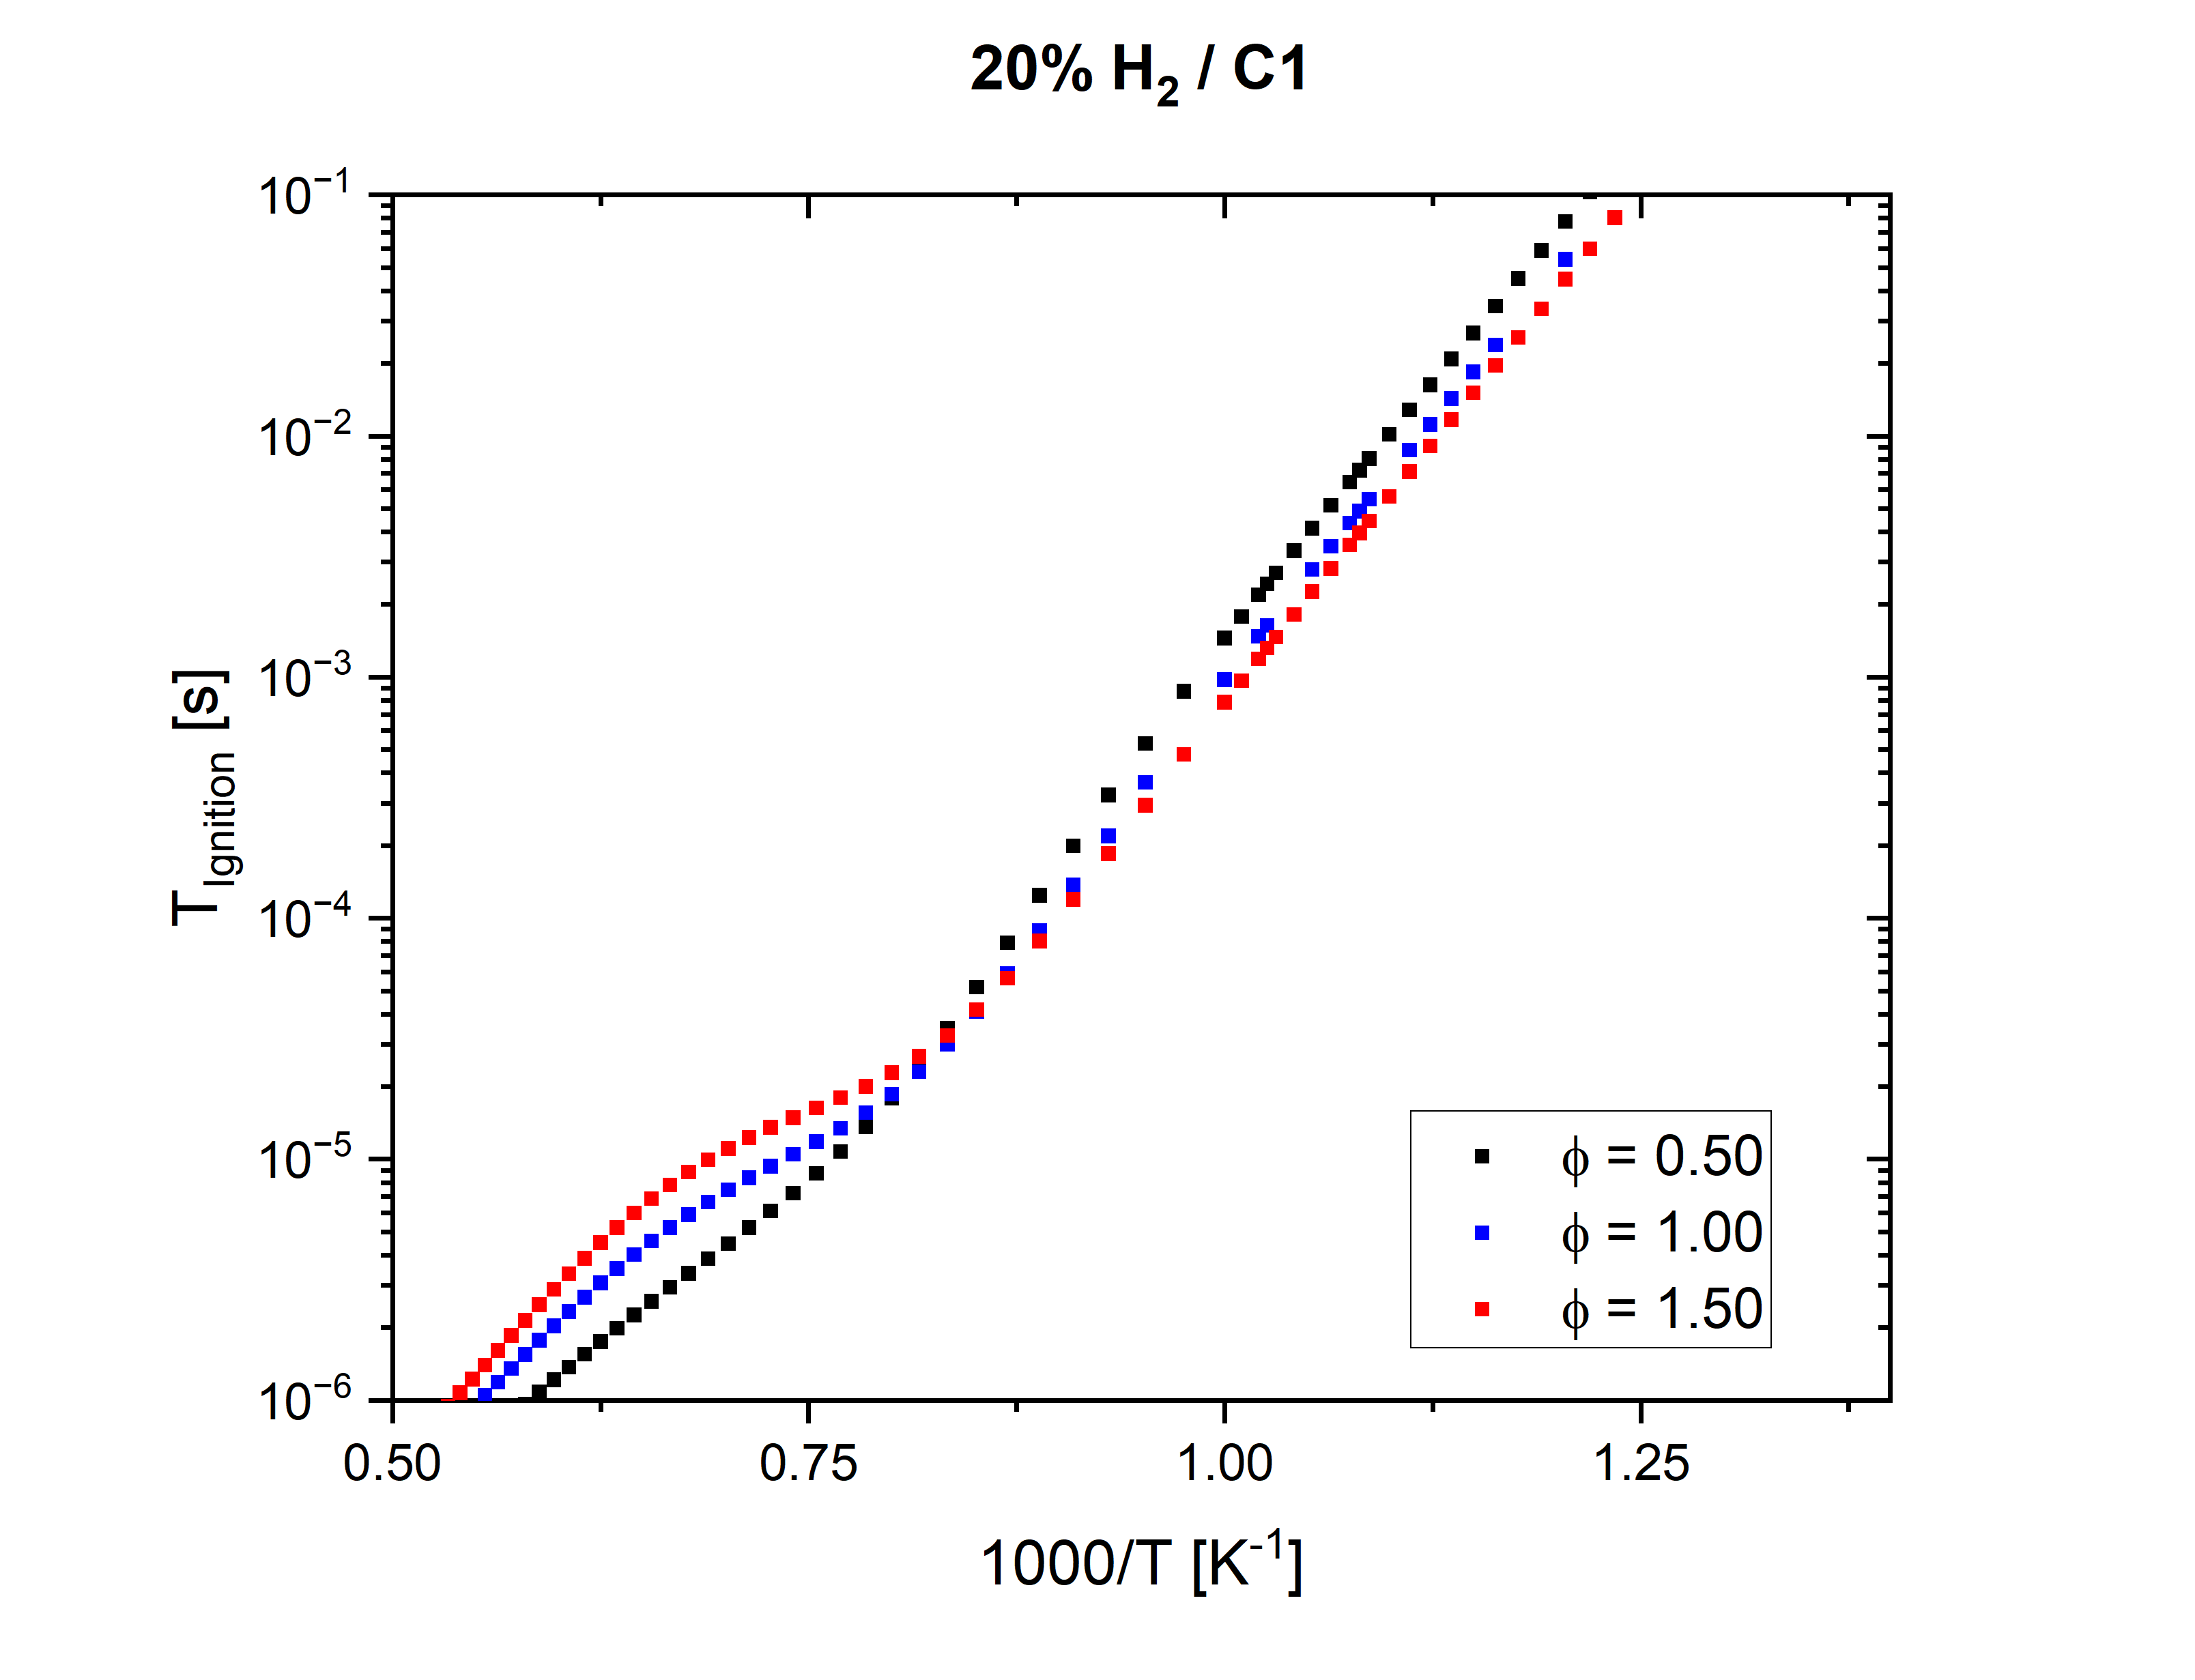 20% H₂ / C1
10⁻¹
10⁻²
10⁻³
10⁻⁴
10⁻⁵
10⁻⁶
T Ignition [s]
0.50 0.75 1.00 1.25
1000/T [K⁻¹]
ϕ = 0.50
ϕ = 1.00
ϕ = 1.50